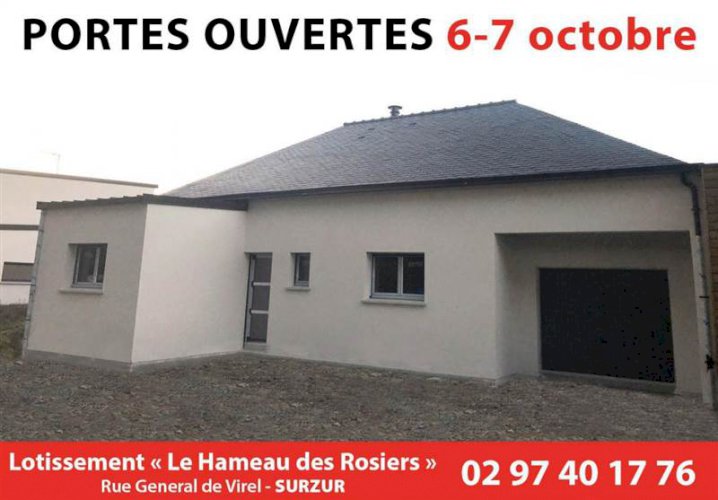 PORTES OUVERTES 6-7 octobre
Lotissement « Le Hameau des Rosiers »
Rue General de Virel - SURZUR
02 97 40 17 76